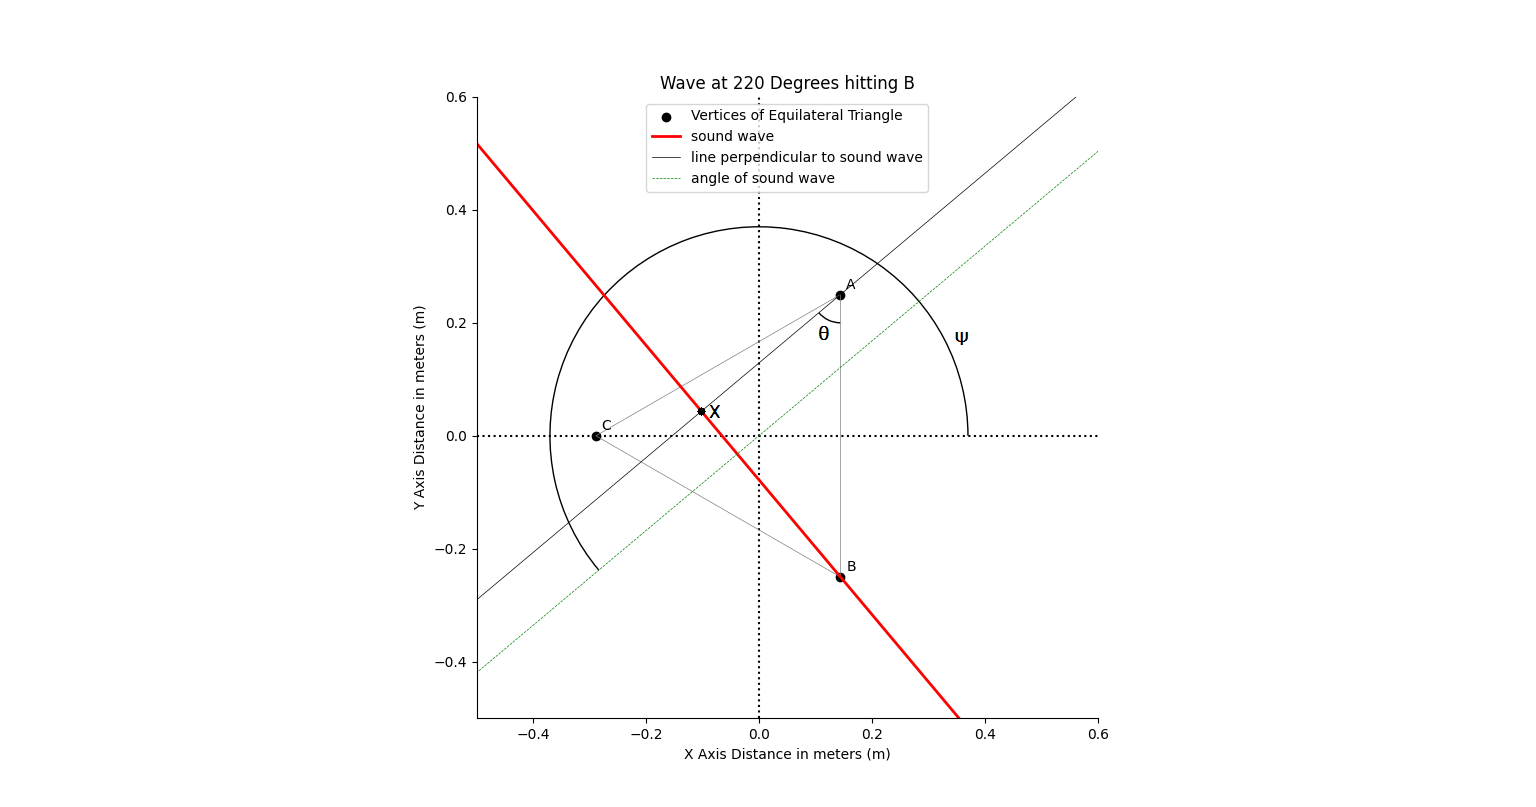 Wave at 220 Degrees hitting B
Vertices of Equilateral Triangle
sound wave
line perpendicular to sound wave
angle of sound wave
0.6
0.4
0.2
0.0
−0.2
−0.4
Y Axis Distance in meters (m)
A
θ
ψ
X
C
B
−0.4
−0.2
0.0
0.2
0.4
0.6
X Axis Distance in meters (m)